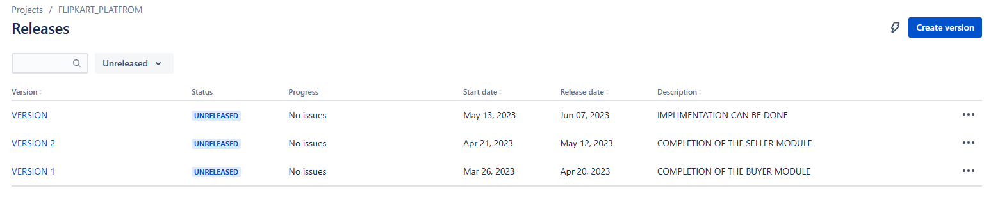 Projects / FLIPKART_PLATFROM
Releases
Create version
Unreleased
Version Status Progress Start date Release date Description
VERSION UNRELEASED No issues May 13, 2023 Jun 07, 2023 IMPLIMENTATION CAN BE DONE
VERSION 2 UNRELEASED No issues Apr 21, 2023 May 12, 2023 COMPLETION OF THE SELLER MODULE
VERSION 1 UNRELEASED No issues Mar 26, 2023 Apr 20, 2023 COMPLETION OF THE BUYER MODULE